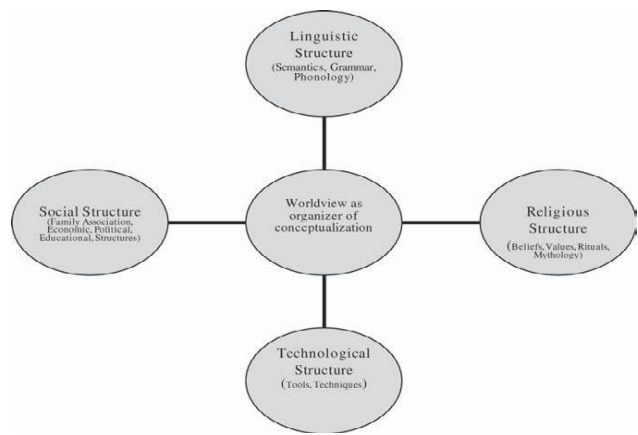 Linguistic
Structure
(Semantics, Grammar,
Phonology)
Social Structure
(Family Association,
Economic, Political,
Educational, Structures)
Worldview as
organizer of
conceptualization
Religious
Structure
(Beliefs, Values, Rituals,
Mythology)
Technological
Structure
(Tools, Techniques)